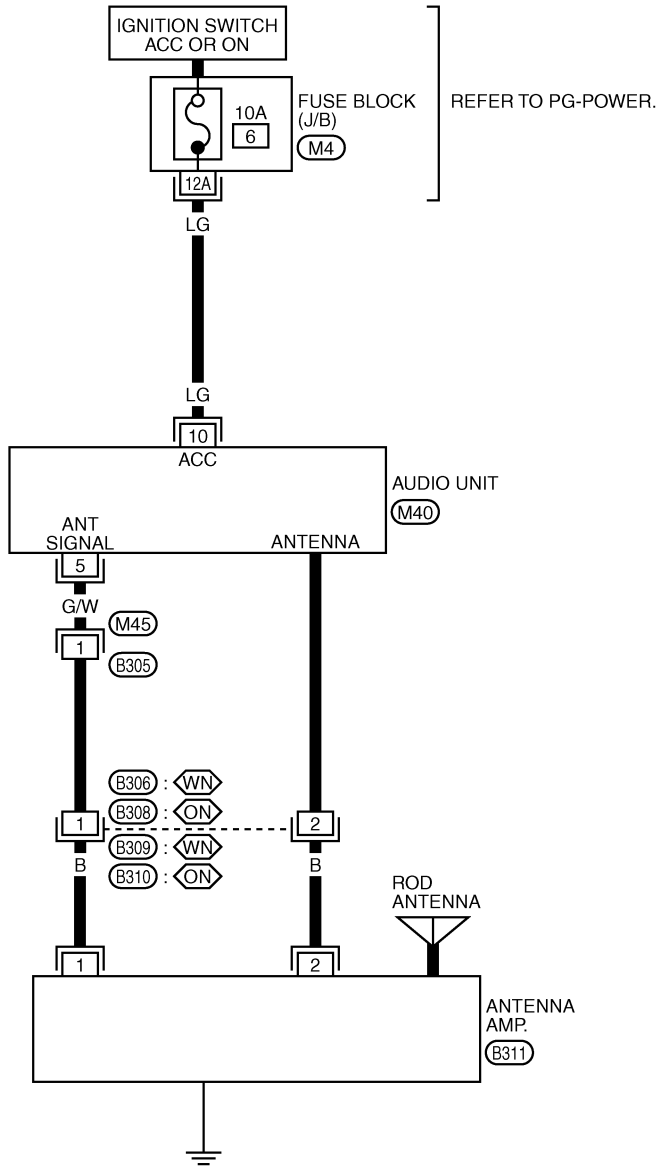 IGNITION SWITCH
ACC OR ON
10A
6
FUSE BLOCK
(J/B)
M4
REFER TO PG-POWER.
12A
LG
LG
10
ACC
AUDIO UNIT
M40
ANT
SIGNAL
ANTENNA
5
G/W
M45
1
B305
B306 : WN
B308 : ON
1
2
B309 : WN
B310 : ON
B
B
ROD
ANTENNA
1
2
ANTENNA
AMP.
B311